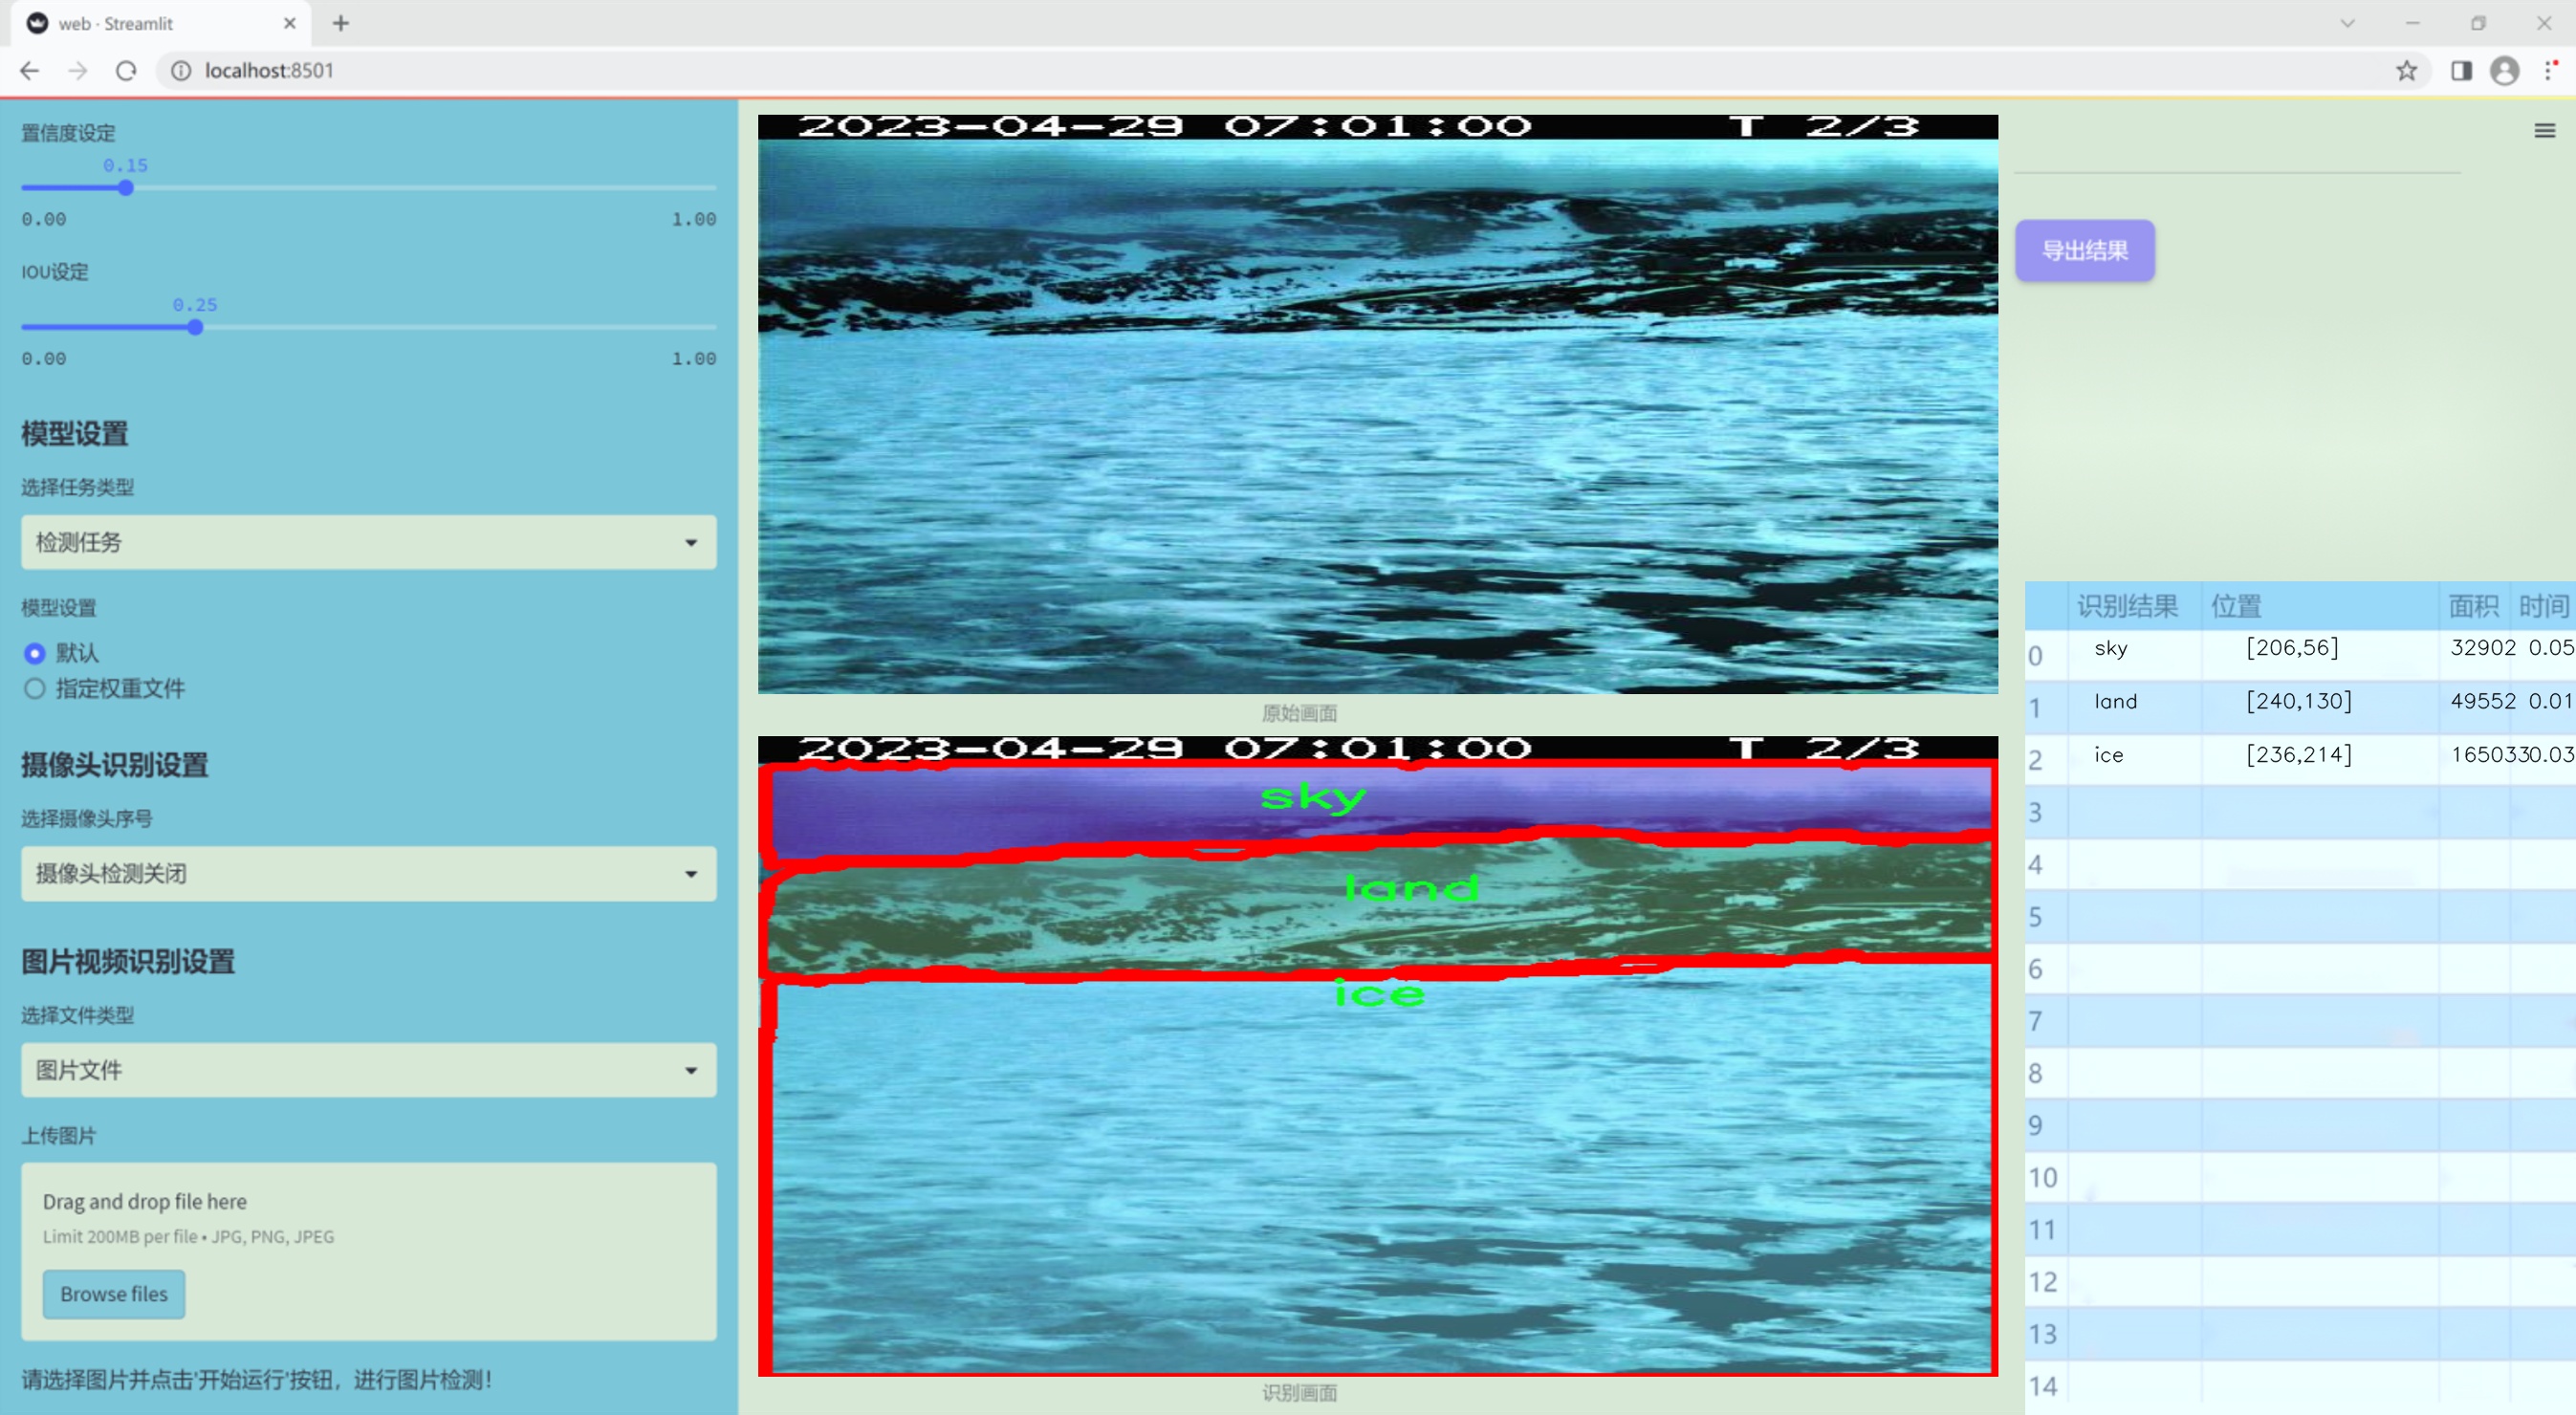 web · Streamlit
localhost:8501
置信度设定
0.15
0.00 1.00
IOU设定
0.25
0.00 1.00
模型设置
选择任务类型
检测任务
模型设置
默认
指定权重文件
摄像头识别设置
选择摄像头序号
摄像头检测关闭
图片视频识别设置
选择文件类型
图片文件
上传图片
Drag and drop file here
Limit 200MB per file • JPG, PNG, JPEG
Browse files
请选择图片并点击'开始运行'按钮，进行图片检测！
2023-04-29 07:01:00 T 2/3
原始画面
2023-04-29 07:01:00 T 2/3
sky
land
ice
识别画面
导出结果
识别结果 位置 面积 时间
0 sky [206,56] 32902 0.05
1 land [240,130] 49552 0.01
2 ice [236,214] 1650330.03
3
4
5
6
7
8
9
10
11
12
13
14